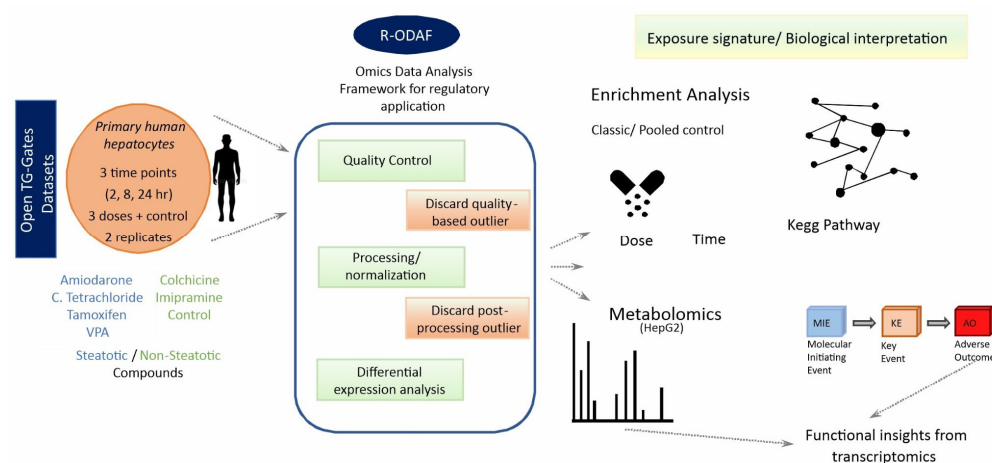 Open TG-Gates
Datasets
Primary human
hepatocytes
3 time points
(2, 8, 24 hr)
3 doses + control
2 replicates
Amiodarone
C. Tetrachloride
Tamoxifen
VPA
Colchicine
Imipramine
Control
Steatotic / Non-Steatotic
Compounds
R-ODAF
Omics Data Analysis
Framework for regulatory
application
Quality Control
Discard quality-
based outlier
Processing/
normalization
Discard post-
processing outlier
Differential
expression analysis
Exposure signature/ Biological interpretation
Enrichment Analysis
Classic/ Pooled control
Dose
Time
Kegg Pathway
Metabolomics
(HepG2)
MIE
KE
AO
Molecular
Initiating
Event
Key
Event
Adverse
Outcome
Functional insights from
transcriptomics